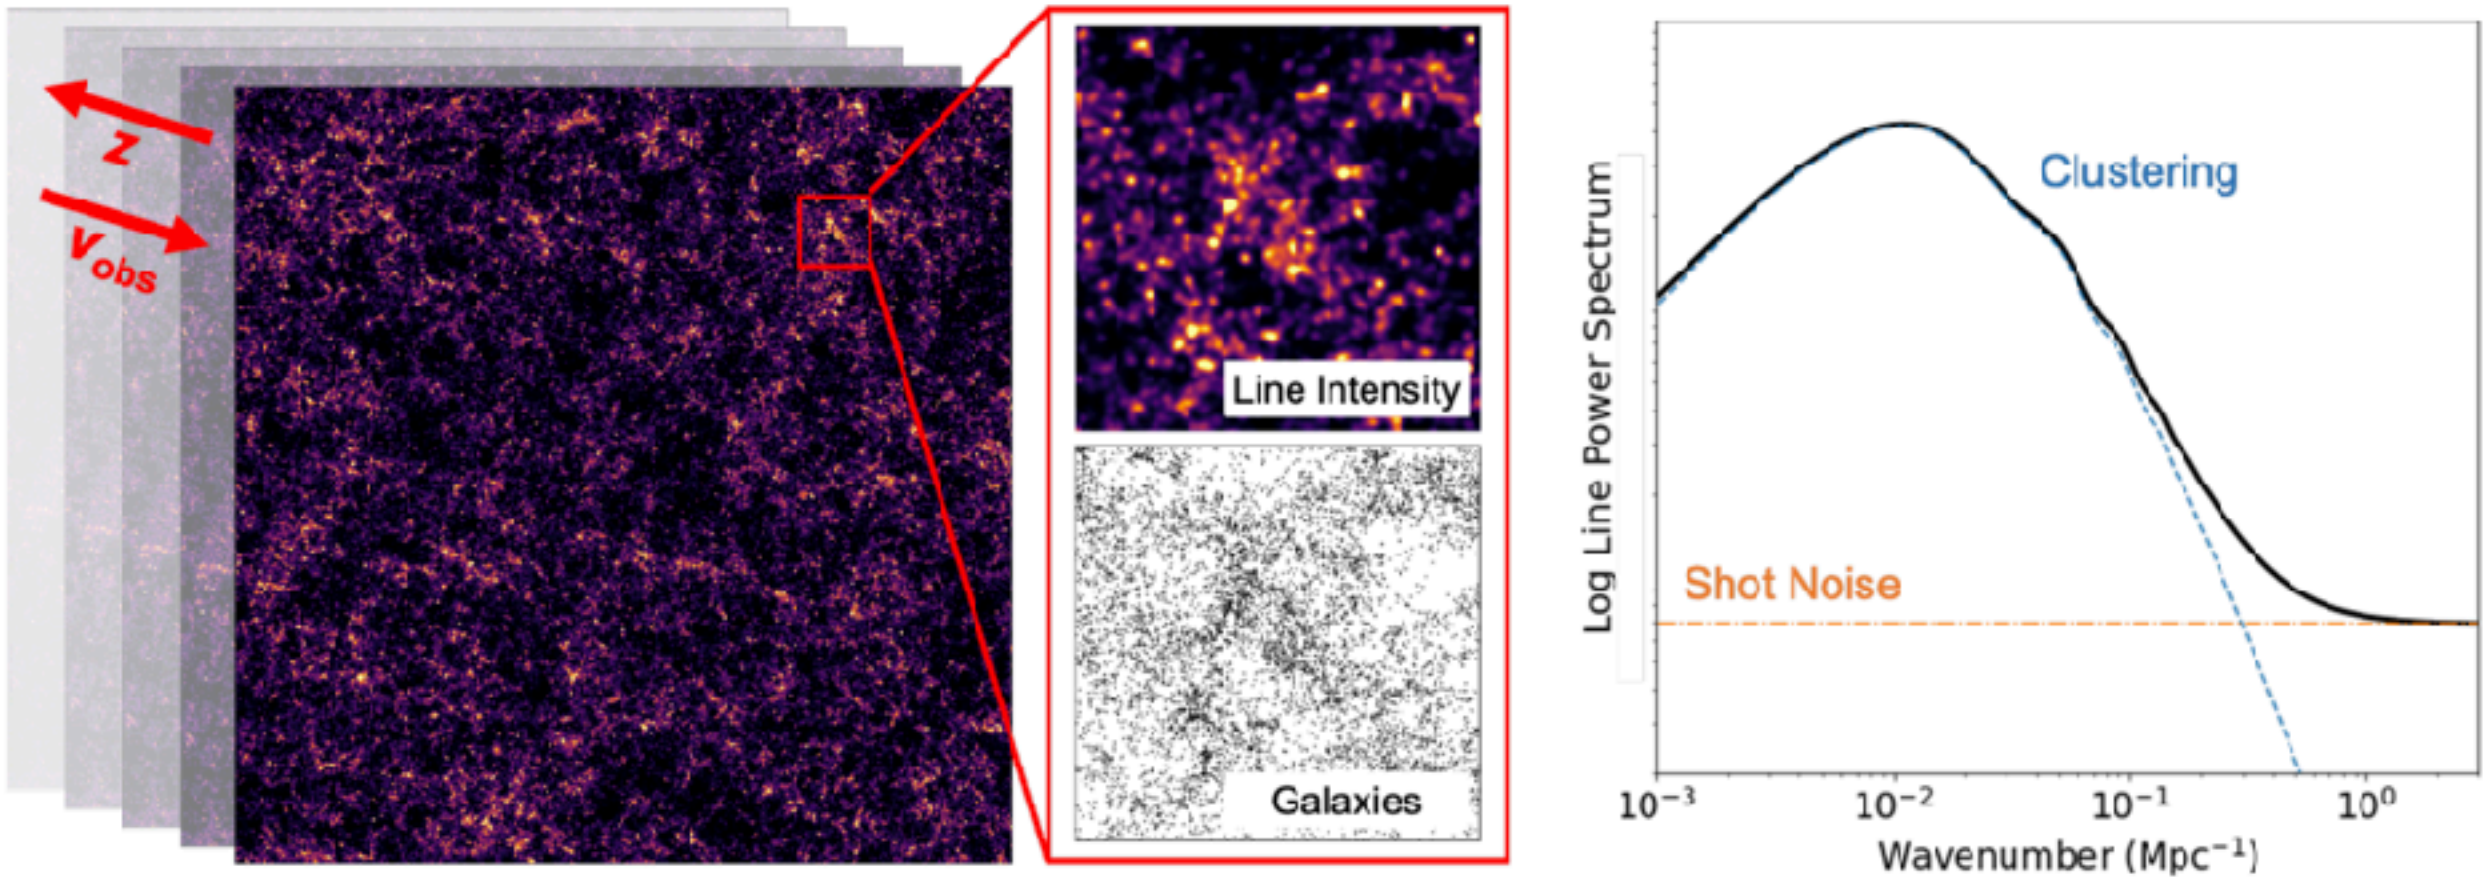 z
νobs
Line Intensity
Galaxies
Log Line Power Spectrum
Clustering
Shot Noise
10⁻³ 10⁻² 10⁻¹ 10⁰
Wavenumber (Mpc⁻¹)